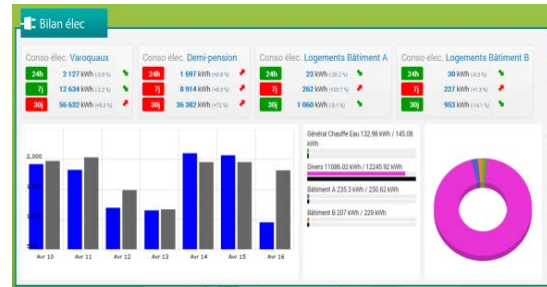 Bilan élec
Conso élec. Varoquaux
24h 2 127 kWh
7j 12 634 kWh
30j 56 632 kWh
Conso élec. Demi-pension
24h 1 697 kWh
7j 8 914 kWh
30j 36 382 kWh
Conso élec. Logements Bâtiment A
24h 23 kWh
7j 262 kWh
30j 1 060 kWh
Conso élec. Logements Bâtiment B
24h 30 kWh
7j 227 kWh
30j 953 kWh
2,000
Avr 10 Avr 11 Avr 12 Avr 13 Avr 14 Avr 15 Avr 16
Général Chauffe Eau 132.98 kWh / 145.08
kWh
Divers 11086.02 kWh / 12245.92 kWh
Bâtiment A 235.3 kWh / 230.62 kWh
Bâtiment B 207 kWh / 229 kWh